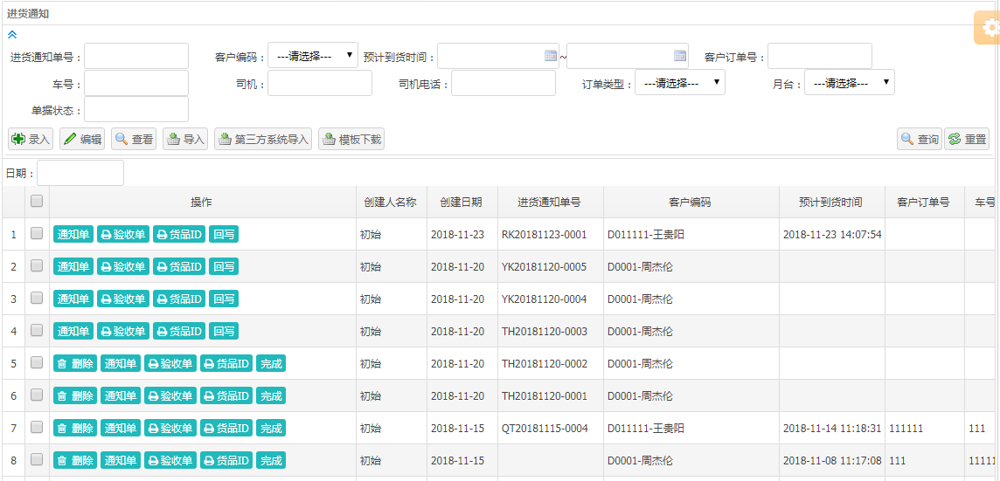 进货通知
进货通知单号： 客户编码： ---请选择--- 预计到货时间： ~ 客户订单号：
车号： 司机： 司机电话： 订单类型： ---请选择--- 月台： ---请选择---
单据状态：
录入 编辑 查看 导入 第三方系统导入 模板下载 查询 重置
日期：
操作 创建人名称 创建日期 进货通知单号 客户编码 预计到货时间 客户订单号 车号
1 通知单 验收单 货品ID 回写 初始 2018-11-23 RK20181123-0001 D011111-王贵阳 2018-11-23 14:07:54
2 通知单 验收单 货品ID 回写 初始 2018-11-20 YK20181120-0005 D0001-周杰伦
3 通知单 验收单 货品ID 回写 初始 2018-11-20 YK20181120-0004 D0001-周杰伦
4 通知单 验收单 货品ID 回写 初始 2018-11-20 TH20181120-0003 D0001-周杰伦
5 删除 通知单 验收单 货品ID 完成 初始 2018-11-20 TH20181120-0002 D0001-周杰伦
6 删除 通知单 验收单 货品ID 完成 初始 2018-11-20 TH20181120-0001 D0001-周杰伦
7 删除 通知单 验收单 货品ID 完成 初始 2018-11-15 QT20181115-0004 D011111-王贵阳 2018-11-14 11:18:31 111111 111
8 删除 通知单 验收单 货品ID 完成 初始 2018-11-15 D0001-周杰伦 2018-11-08 11:17:08 111 11111